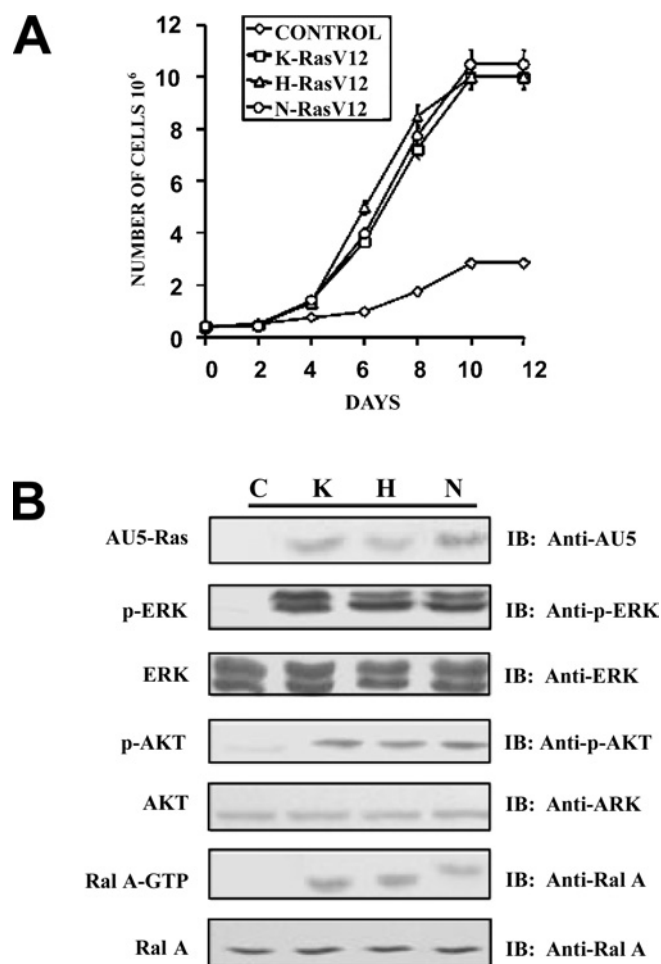 A
CONTROL
K-RasV12
H-RasV12
N-RasV12
NUMBER OF CELLS 10⁶
12
10
8
6
4
2
0
0 2 4 6 8 10 12
DAYS
B
C K H N
AU5-Ras IB: Anti-AU5
p-ERK IB: Anti-p-ERK
ERK IB: Anti-ERK
p-AKT IB: Anti-p-AKT
AKT IB: Anti-ARK
Ral A-GTP IB: Anti-Ral A
Ral A IB: Anti-Ral A